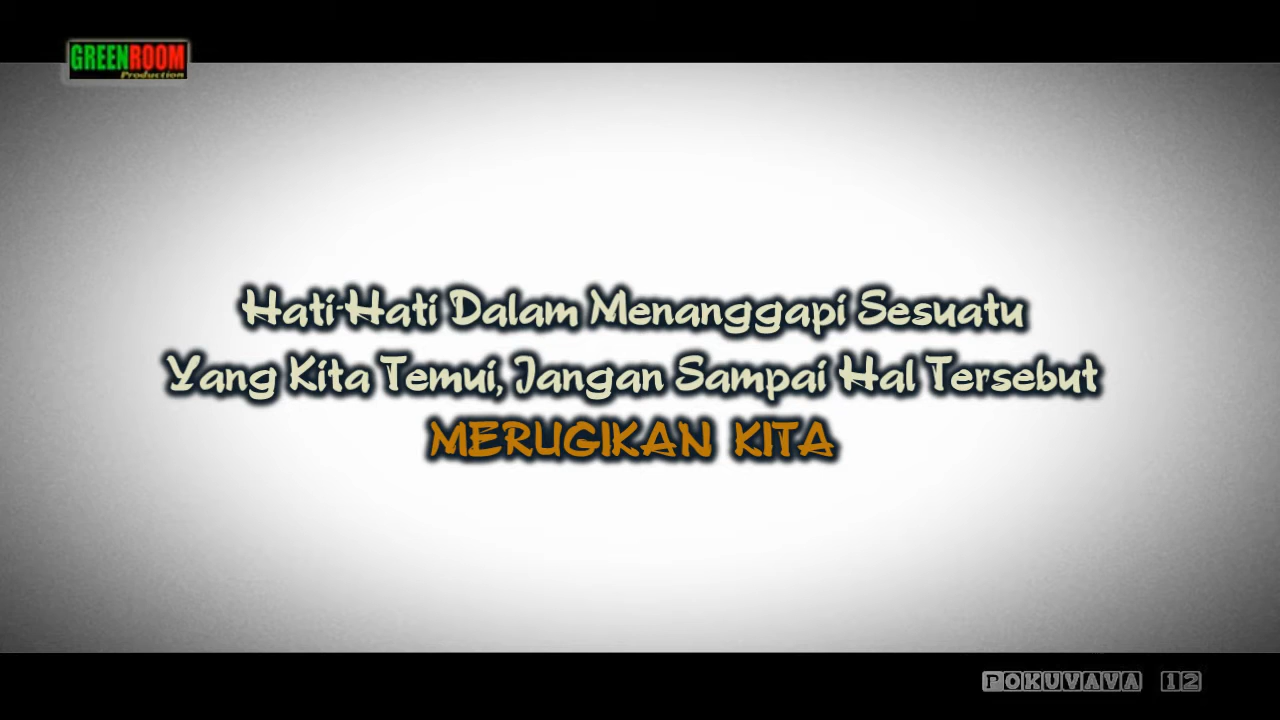 GREENROOM
Production
Hati-Hati Dalam Menanggapi Sesuatu
Yang Kita Temui, Jangan Sampai Hal Tersebut
MERUGIKAN KITA
POKUVAVA 12